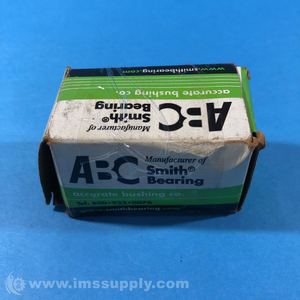 www.smithbearing.com
accurate bushing co.
ABC
Manufacturer of
Smith®
Bearing
ABC
Manufacturer of
Smith®
Bearing
accurate bushing co.
© www.imssupply.com